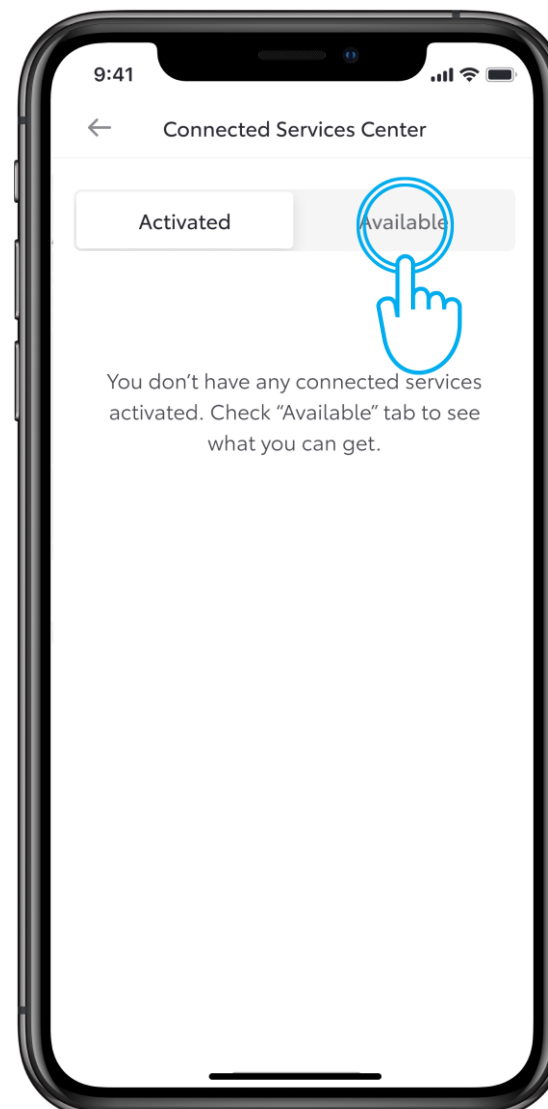 9:41
Connected Services Center
Activated
Available
You don’t have any connected services
activated. Check “Available” tab to see
what you can get.